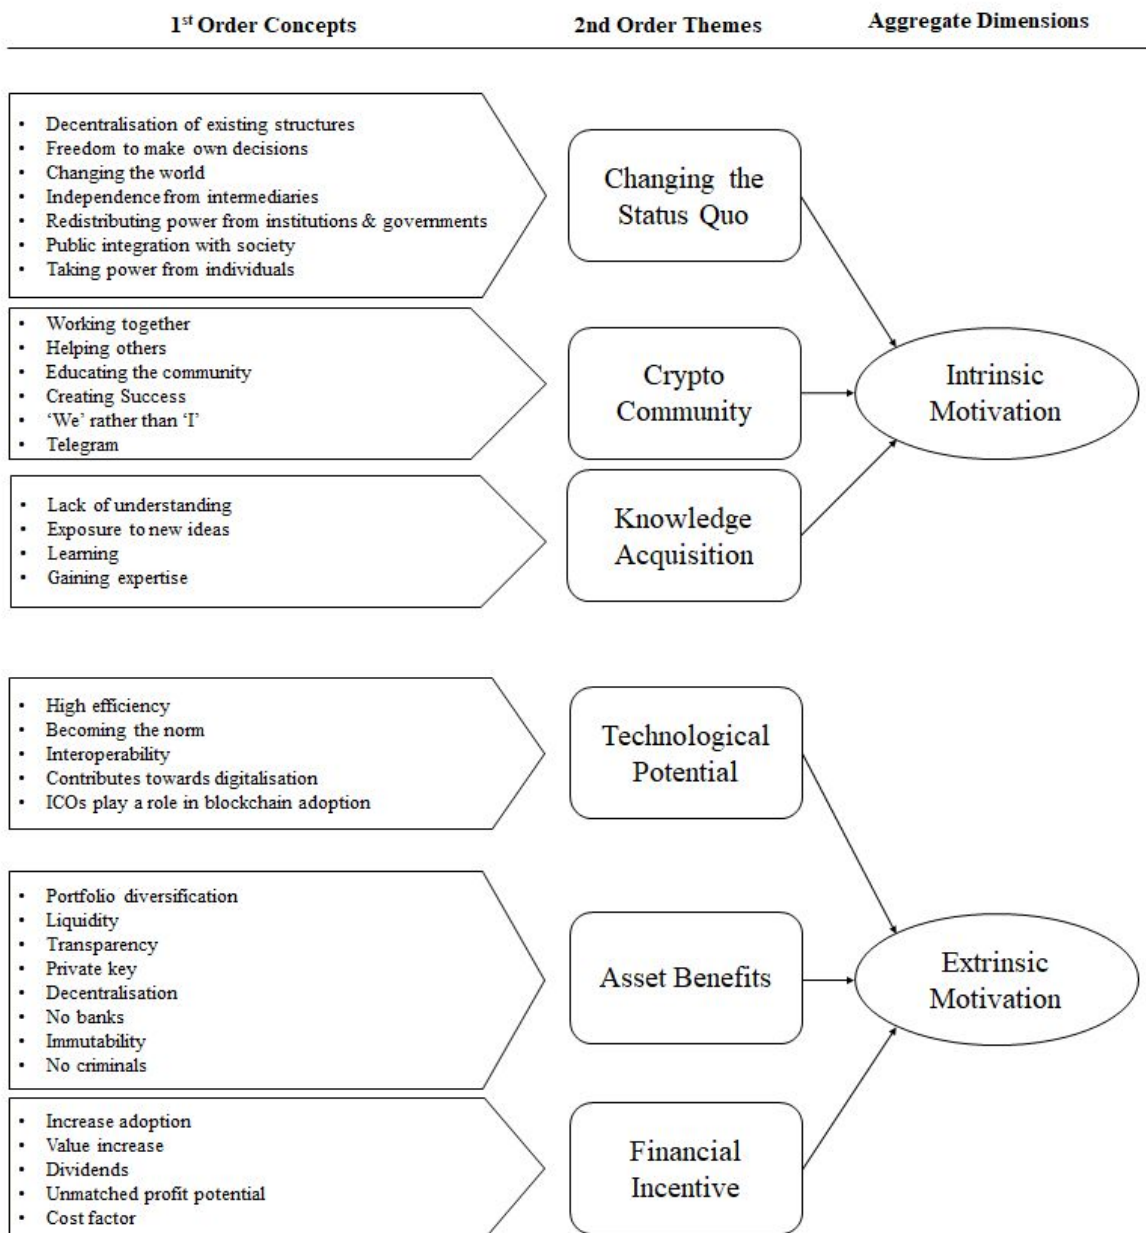 1st Order Concepts
2nd Order Themes
Aggregate Dimensions
• Decentralisation of existing structures
• Freedom to make own decisions
• Changing the world
• Independence from intermediaries
• Redistributing power from institutions & governments
• Public integration with society
• Taking power from individuals
Changing the
Status Quo
• Working together
• Helping others
• Educating the community
• Creating Success
• ‘We’ rather than ‘I’
• Telegram
Crypto
Community
Intrinsic
Motivation
• Lack of understanding
• Exposure to new ideas
• Learning
• Gaining expertise
Knowledge
Acquisition
• High efficiency
• Becoming the norm
• Interoperability
• Contributes towards digitalisation
• ICOs play a role in blockchain adoption
Technological
Potential
• Portfolio diversification
• Liquidity
• Transparency
• Private key
• Decentralisation
• No banks
• Immutability
• No criminals
Asset Benefits
Extrinsic
Motivation
• Increase adoption
• Value increase
• Dividends
• Unmatched profit potential
• Cost factor
Financial
Incentive